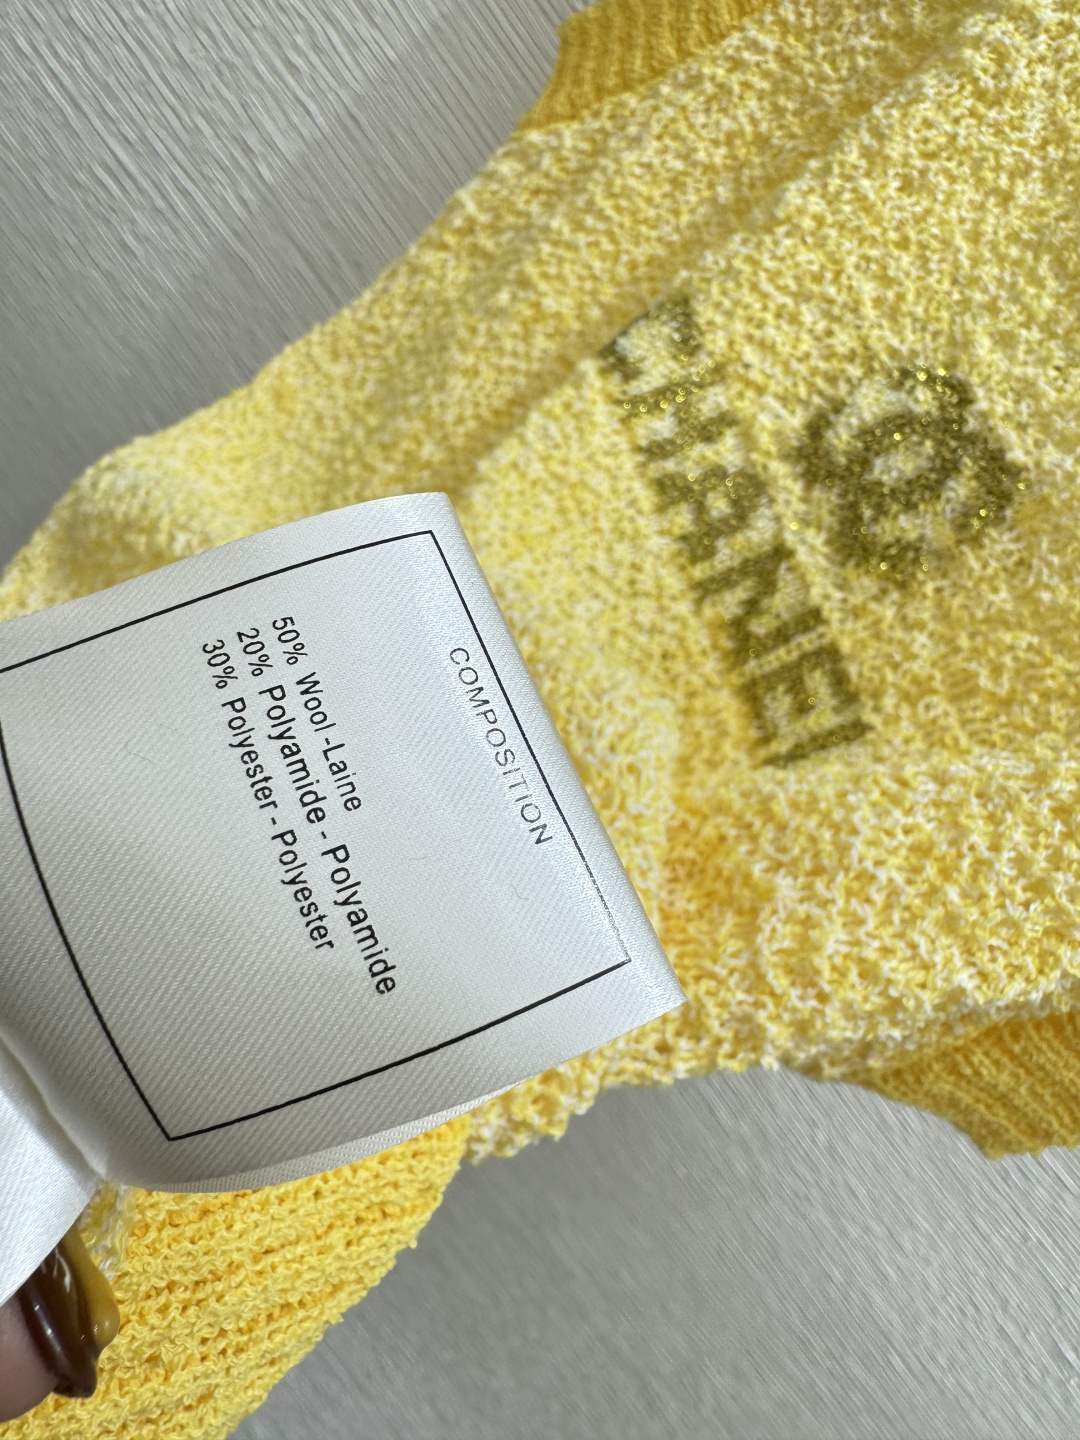 COMPOSITION
50% Wool-Laine
20% Polyamide - Polyamide
30% Polyester - Polyester
CHANEL